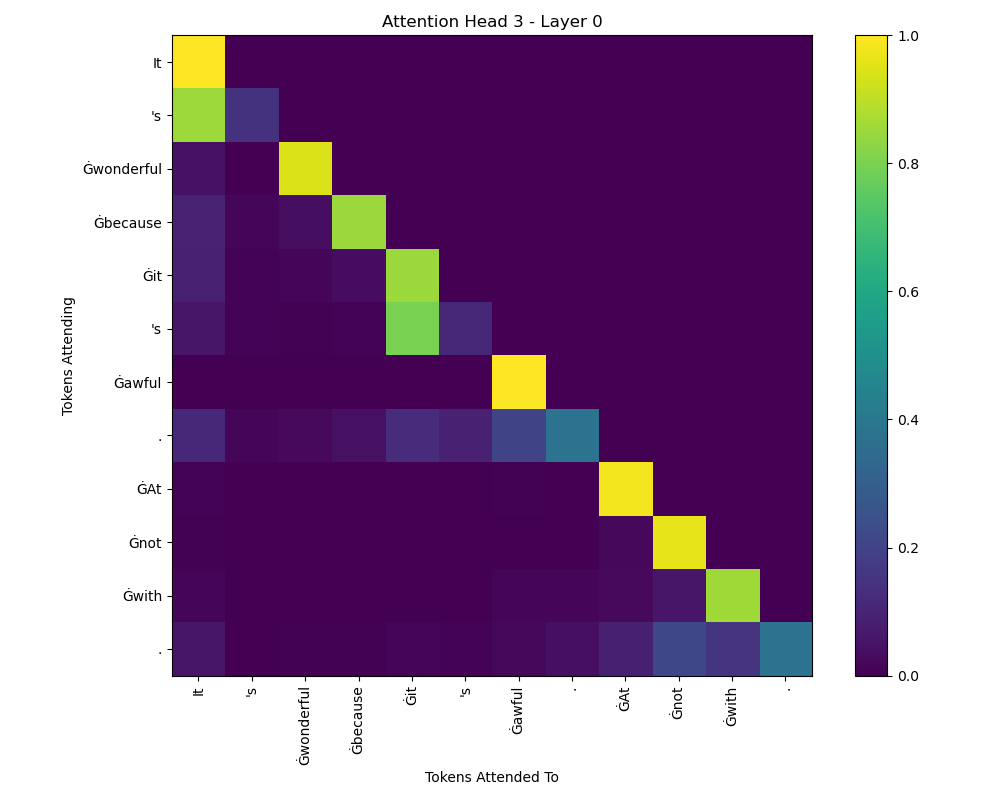 Attention Head 3 - Layer 0
It
's
Ġwonderful
Ġbecause
Ġit
's
Ġawful
.
ĠAt
Ġnot
Ġwith
.
Tokens Attending
It
's
Ġwonderful
Ġbecause
Ġit
's
Ġawful
.
ĠAt
Ġnot
Ġwith
.
Tokens Attended To
1.0
0.8
0.6
0.4
0.2
0.0